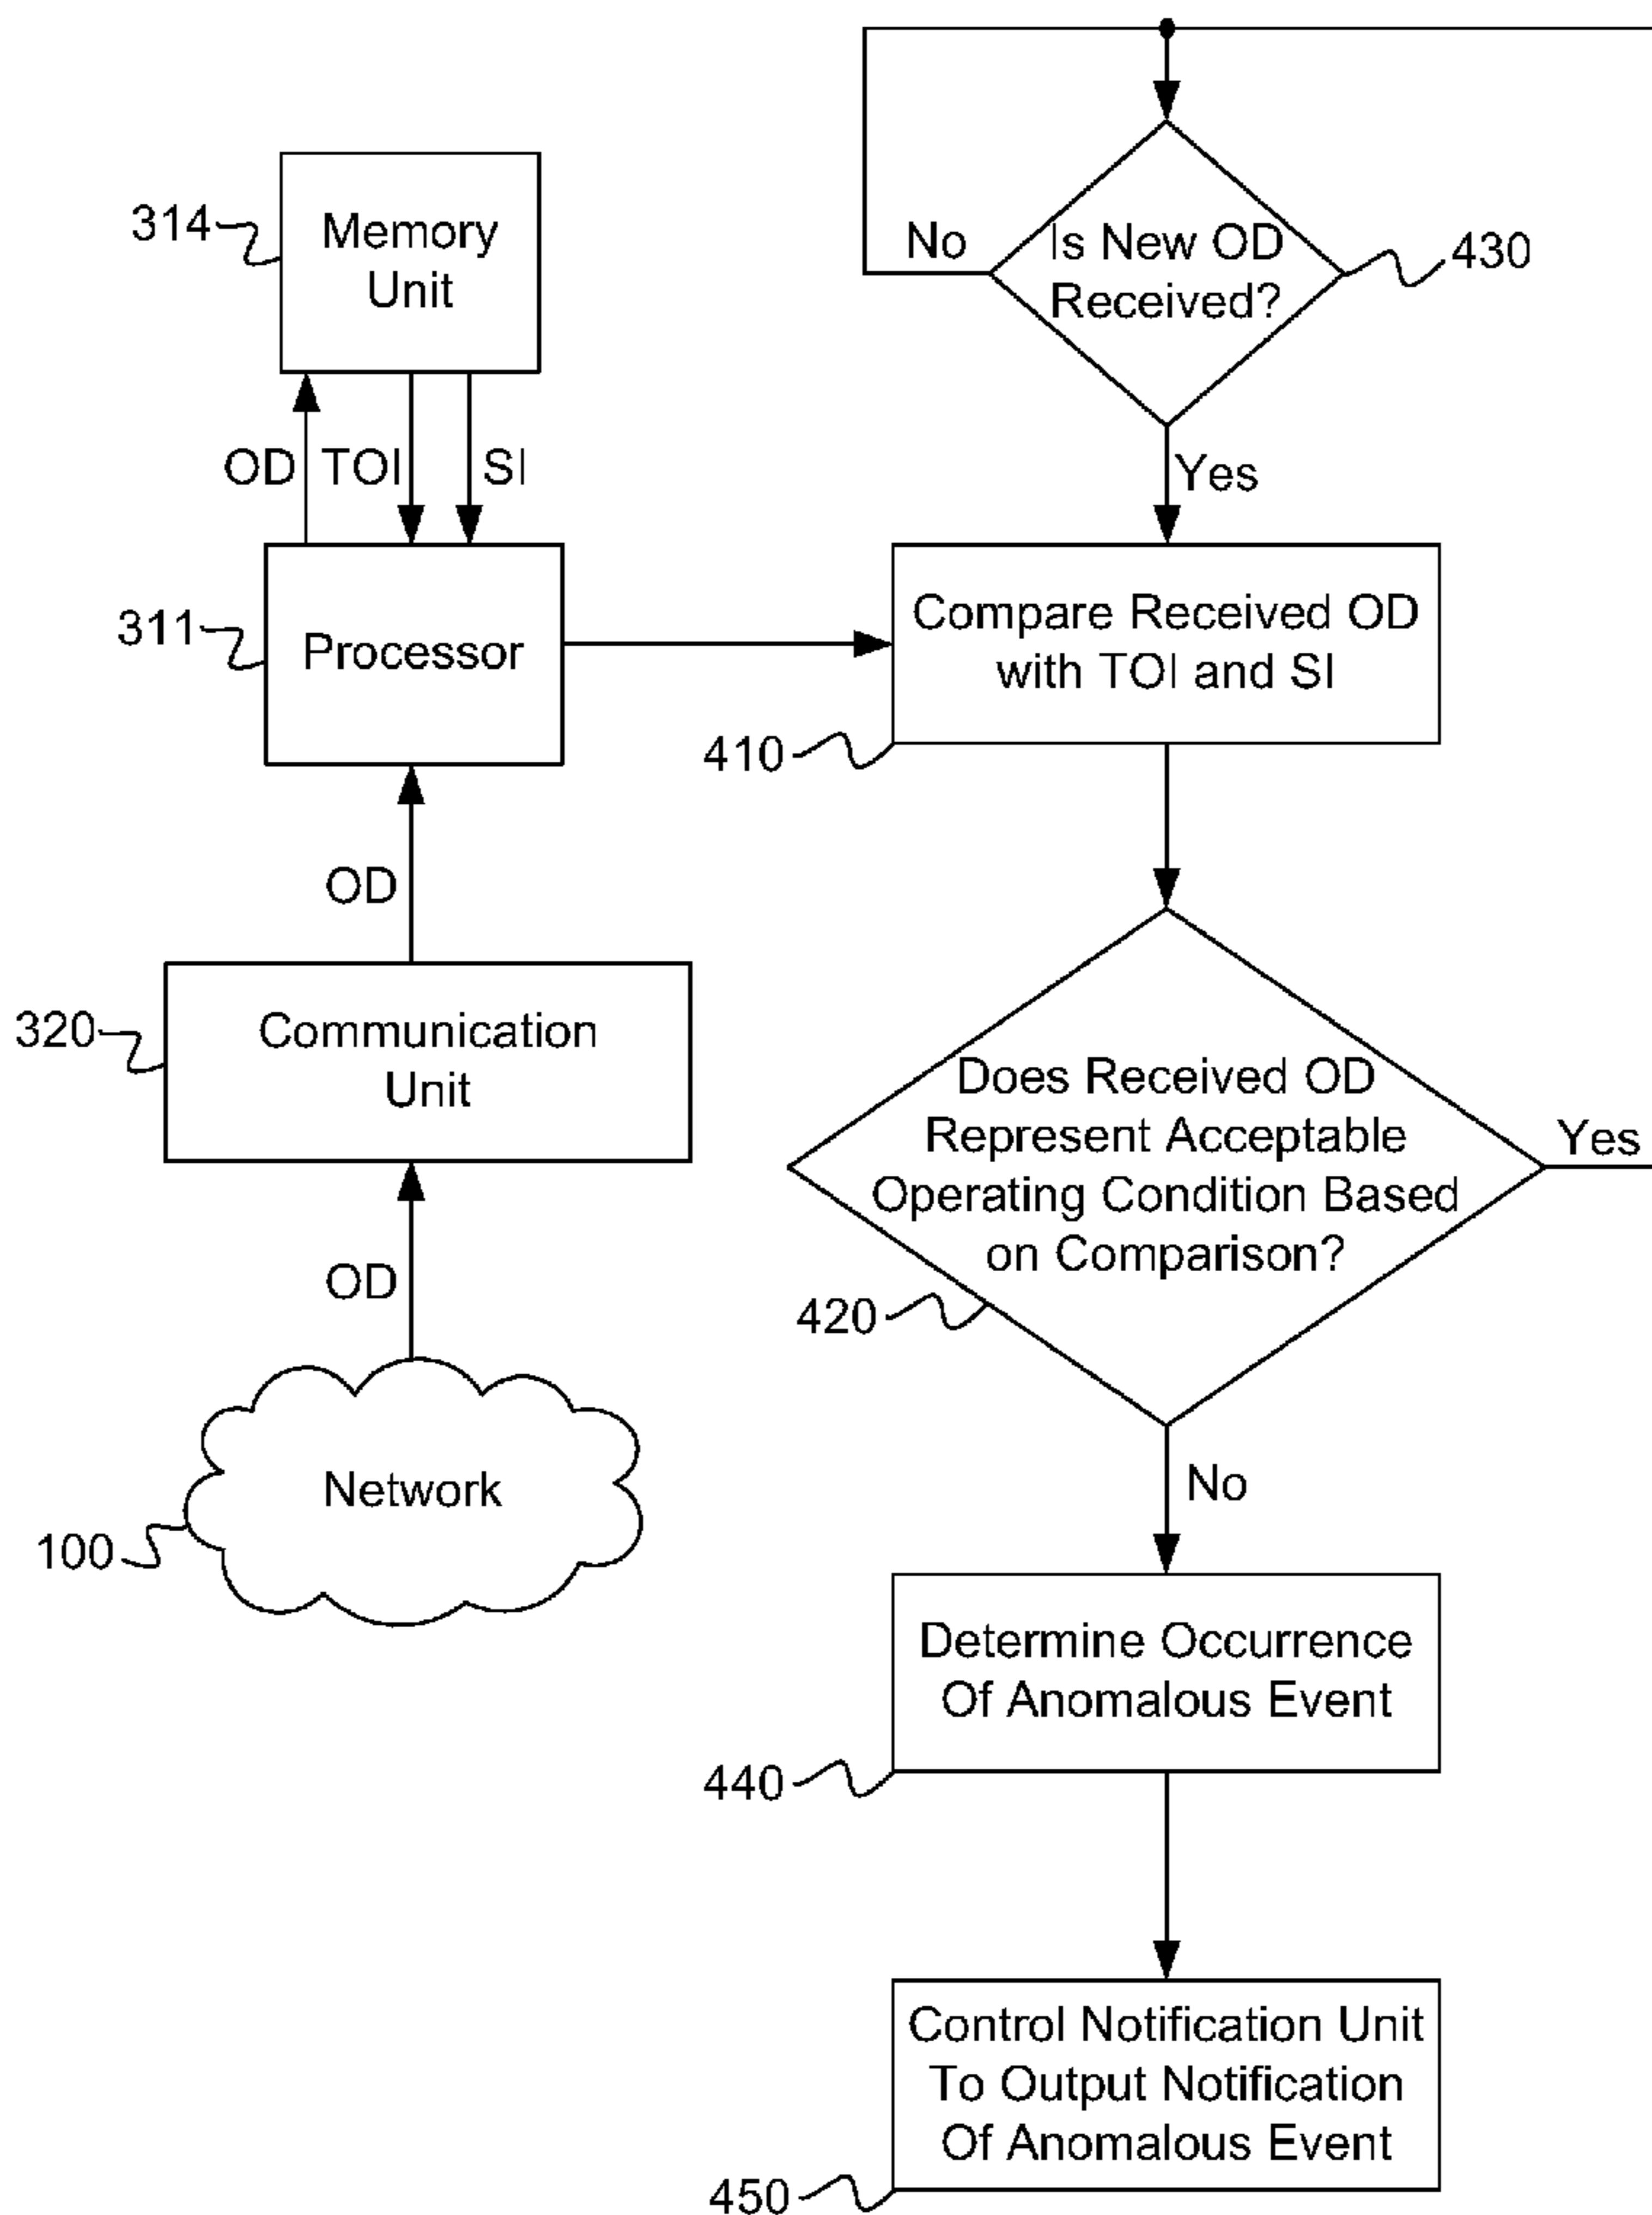 314
Memory
Unit
OD
TOI
SI
311
Processor
OD
320
Communication
Unit
OD
Network
100
No
Is New OD
Received?
430
Yes
Compare Received OD
with TOI and SI
410
Does Received OD
Represent Acceptable
Operating Condition Based
on Comparison?
Yes
420
No
Determine Occurrence
Of Anomalous Event
440
Control Notification Unit
To Output Notification
Of Anomalous Event
450